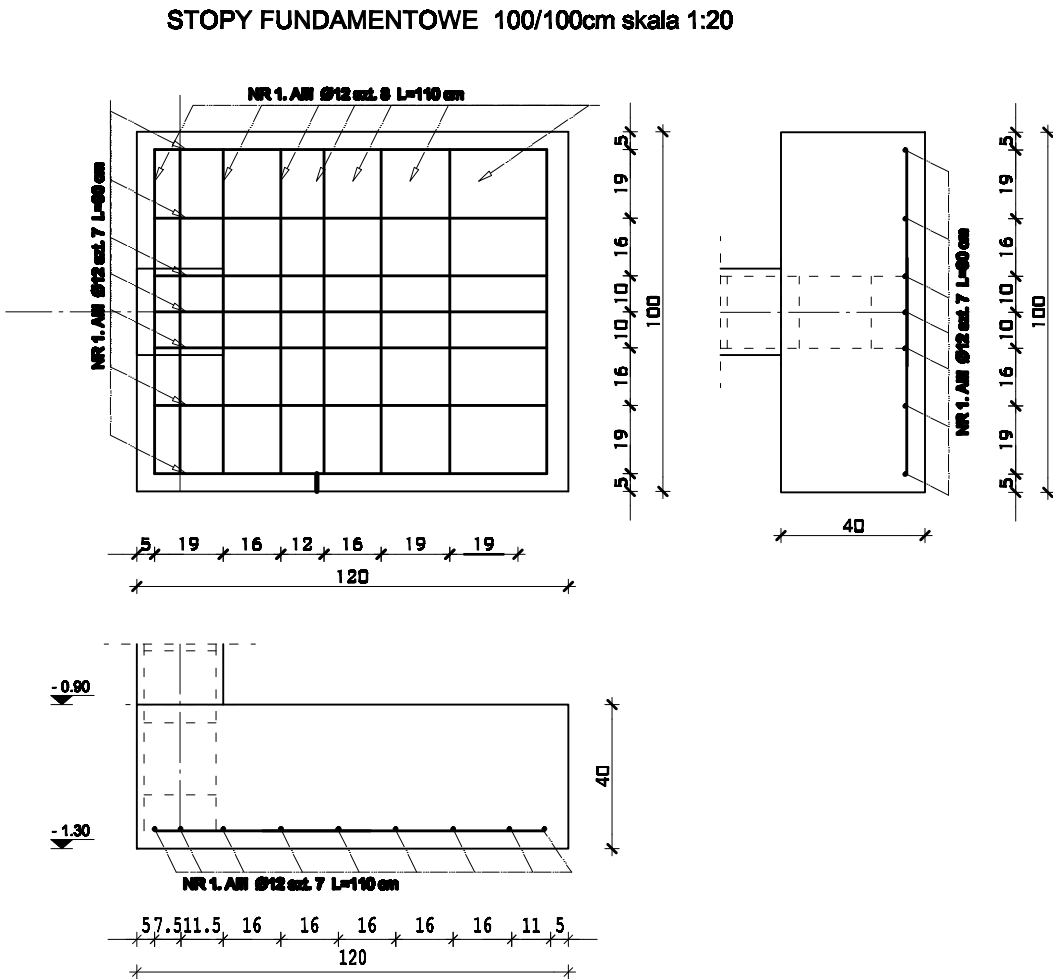 STOPY FUNDAMENTOWE 100/100cm skala 1:20
NR 1. AIII Ø12 szt. 8 L=110 cm
NR 1. AIII Ø12 szt. 7 L=90 cm
5 19 16 10 10 16 19 5
100
5 19 16 12 16 19 19
120
NR 1. AIII Ø12 szt. 7 L=90 cm
5 19 16 10 10 16 19 5
100
40
- 0.90
- 1.30
40
NR 1. AIII Ø12 szt. 7 L=110 cm
5 7.5 11.5 16 16 16 16 16 11 5
120